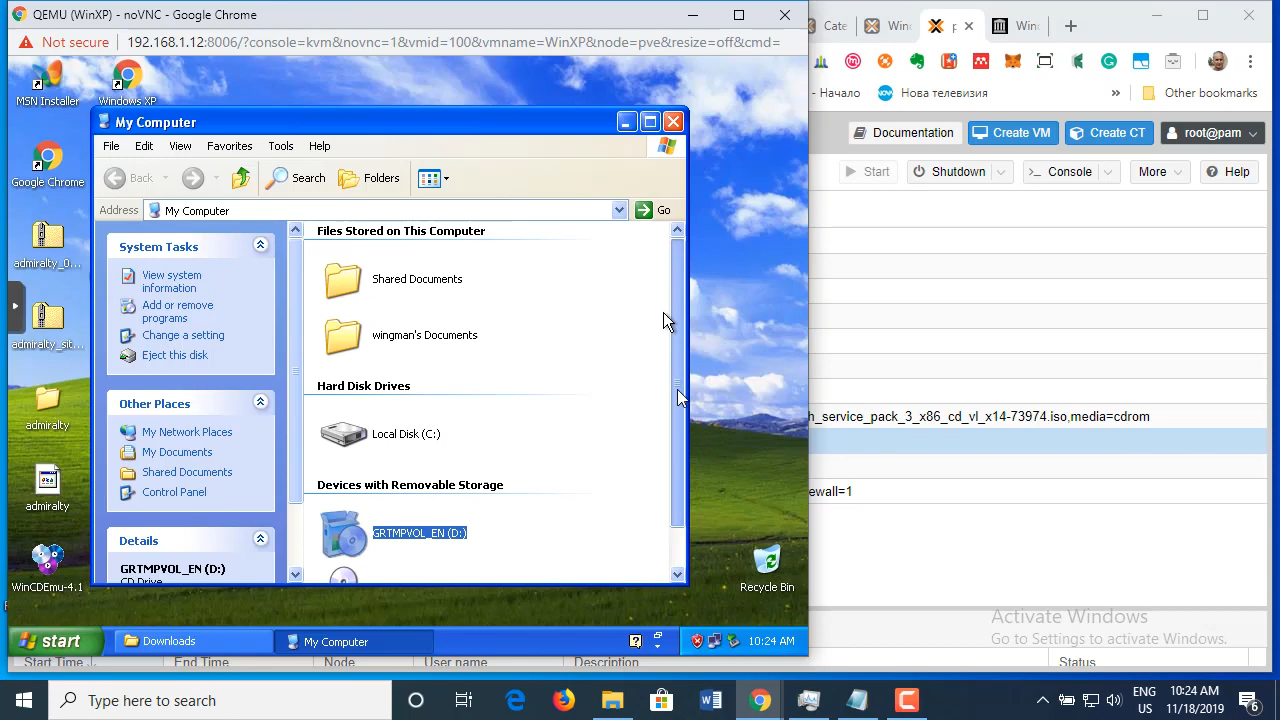 QEMU (WinXP) - noVNC - Google Chrome
Not secure 192.168.1.12:8006/?console=kvm&novnc=1&vmid=100&vmname=WinXP&node=pve&resize=off&cmd=
MSN Installer
Windows XP
Google Chrome
admiralty_0...
admiralty_sit...
admiralty
admiralty
WinCDEmu-4.1
Recycle Bin
My Computer
File Edit View Favorites Tools Help
Back Search Folders
Address My Computer Go
System Tasks
View system
information
Add or remove
programs
Change a setting
Eject this disk
Other Places
My Network Places
My Documents
Shared Documents
Control Panel
Details
GRTMPVOL_EN (D:)
CD Drive
Files Stored on This Computer
Shared Documents
wingman's Documents
Hard Disk Drives
Local Disk (C:)
Devices with Removable Storage
GRTMPVOL_EN (D:)
start Downloads My Computer 10:24 AM
Cate Wind p Wind
- Начало Нова телевизия » Other bookmarks
Documentation Create VM Create CT root@pam
Start Shutdown Console More Help
h_service_pack_3_x86_cd_vl_x14-73974.iso,media=cdrom
ewall=1
Activate Windows
Go to Settings to activate Windows.
Start Time End Time Node User name Description Status
Type here to search
ENG 10:24 AM
US 11/18/2019
6